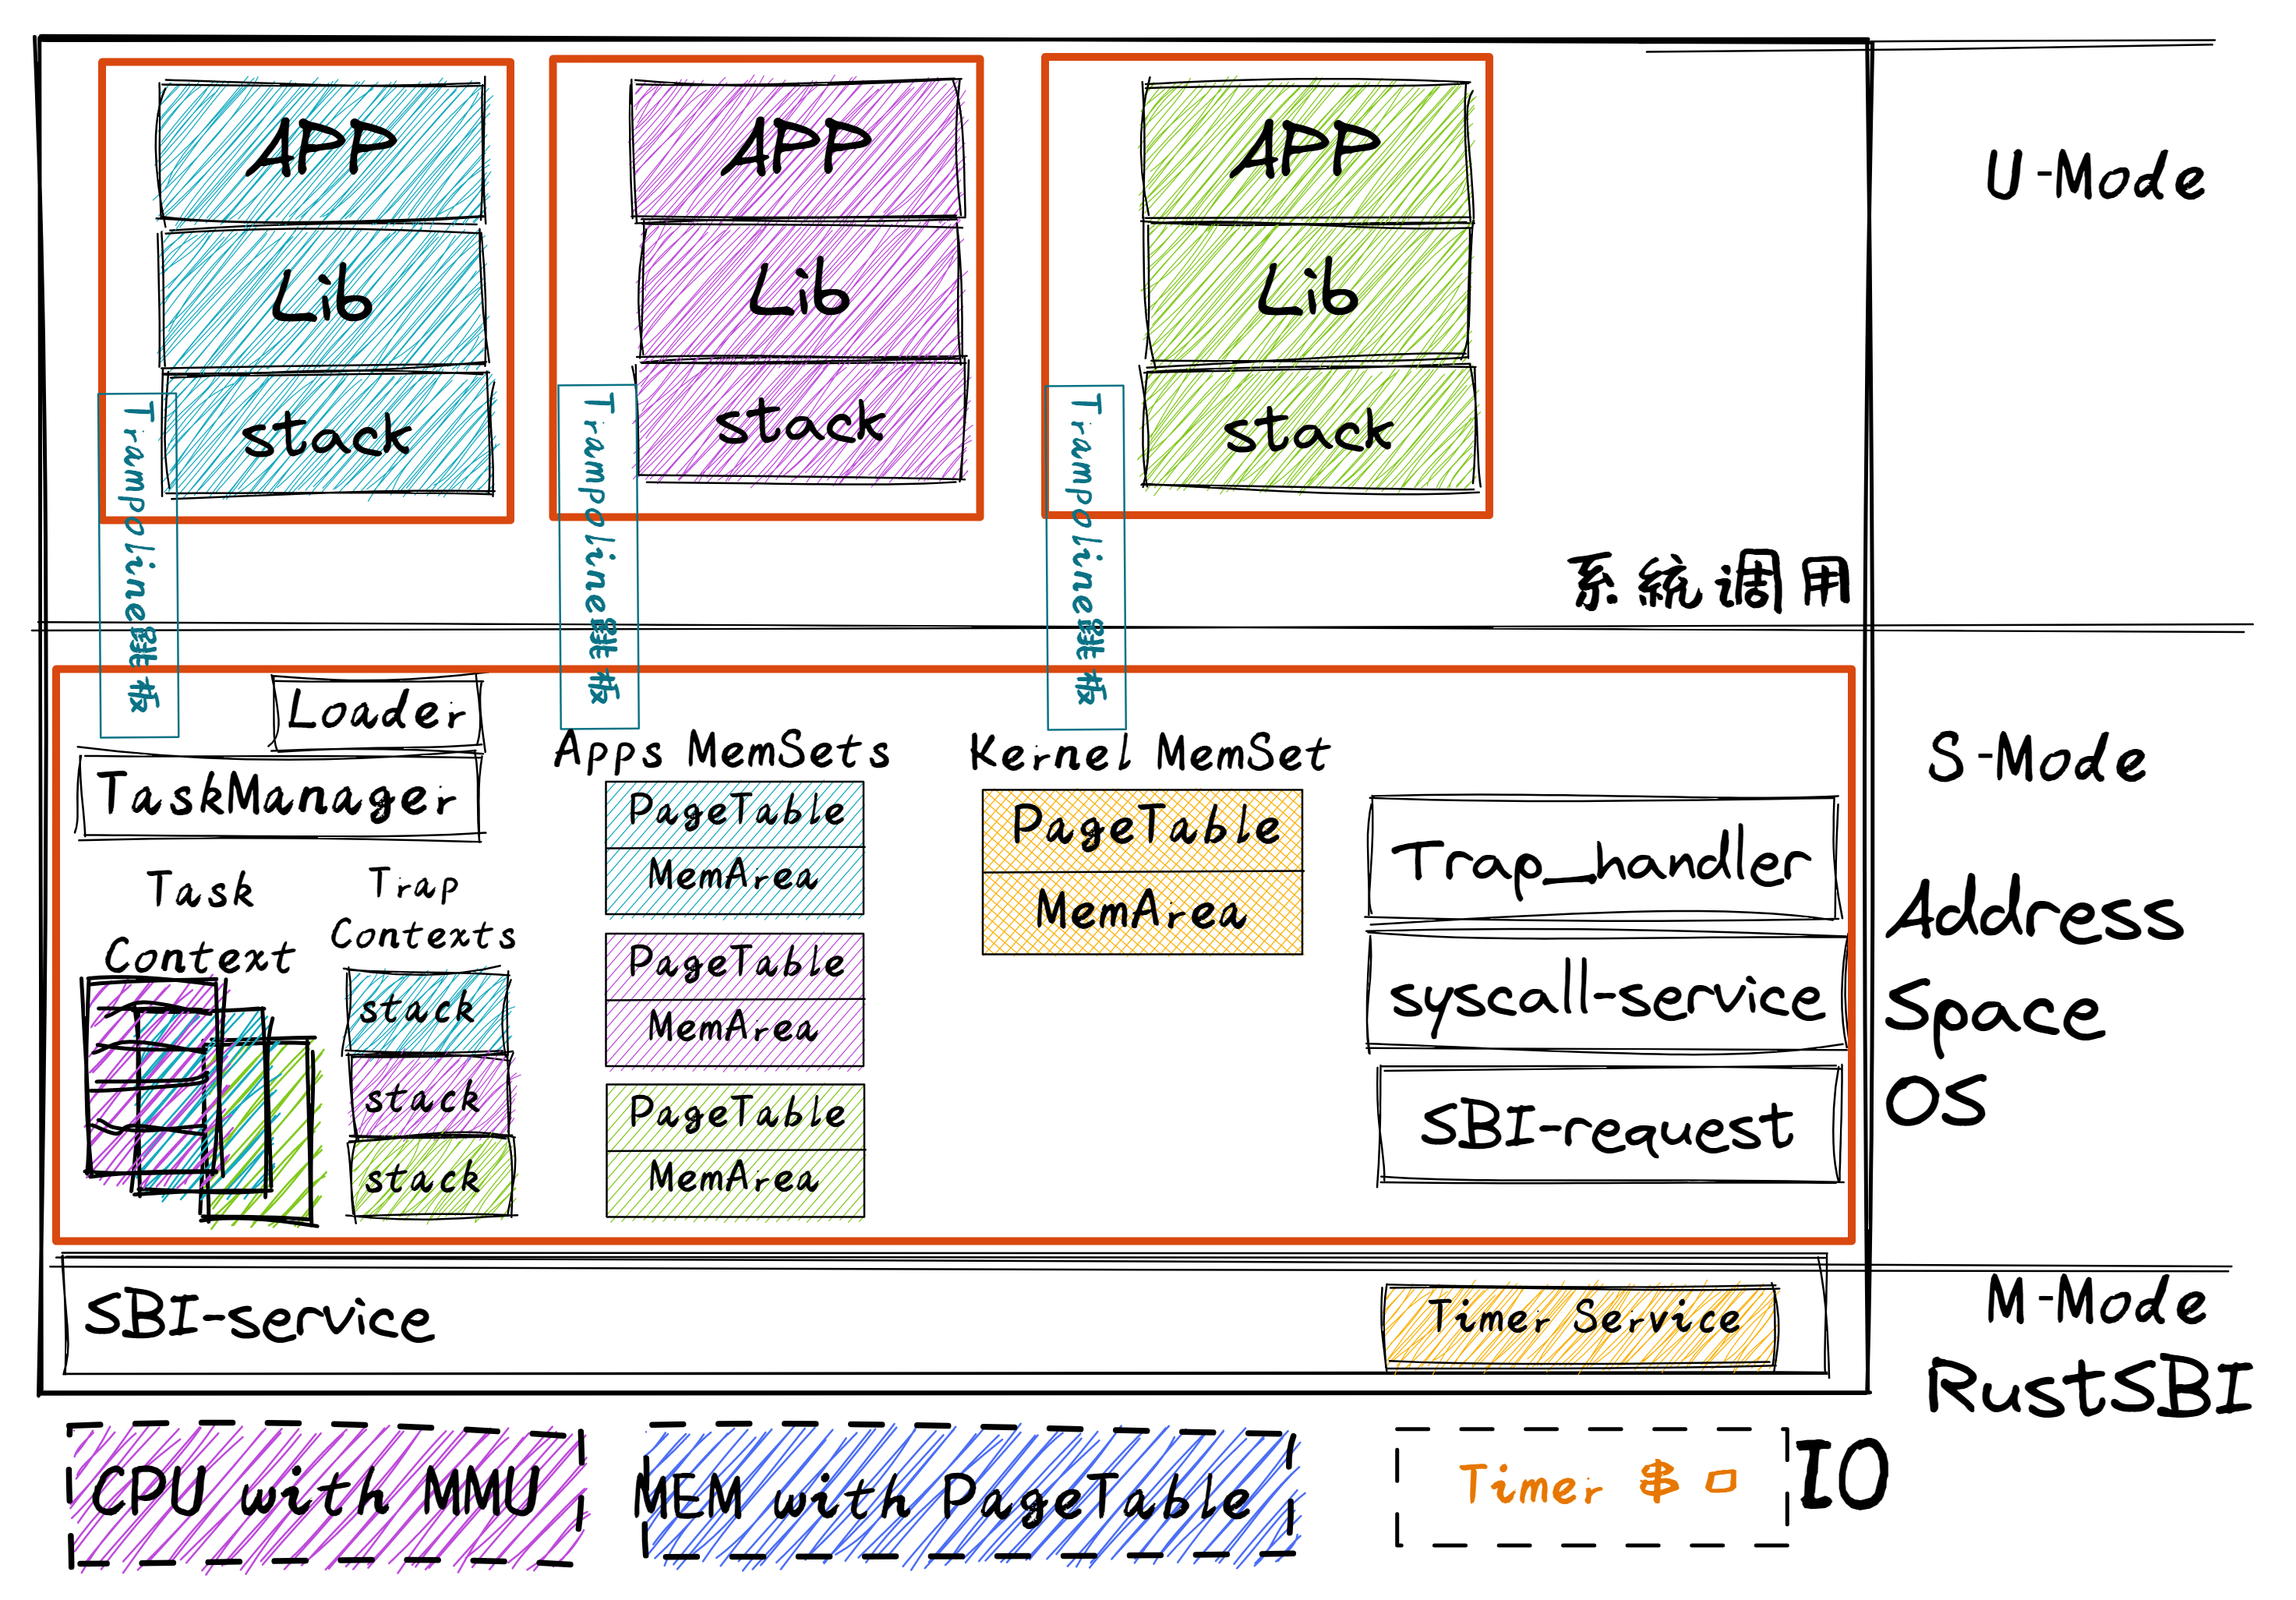 APP
Lib
stack
Trampoline跳板
APP
Lib
stack
Trampoline跳板
APP
Lib
stack
Trampoline跳板
U-Mode
系统调用
Loader
TaskManager
Task
Context
Trap
Contexts
stack
stack
stack
Apps MemSets
PageTable
MemArea
PageTable
MemArea
PageTable
MemArea
Kernel MemSet
PageTable
MemArea
Trap_handler
syscall-service
SBI-request
S-Mode
Address
Space
OS
SBI-service
Timer Service
M-Mode
RustSBI
CPU with MMU
MEM with PageTable
Timer 串口
IO